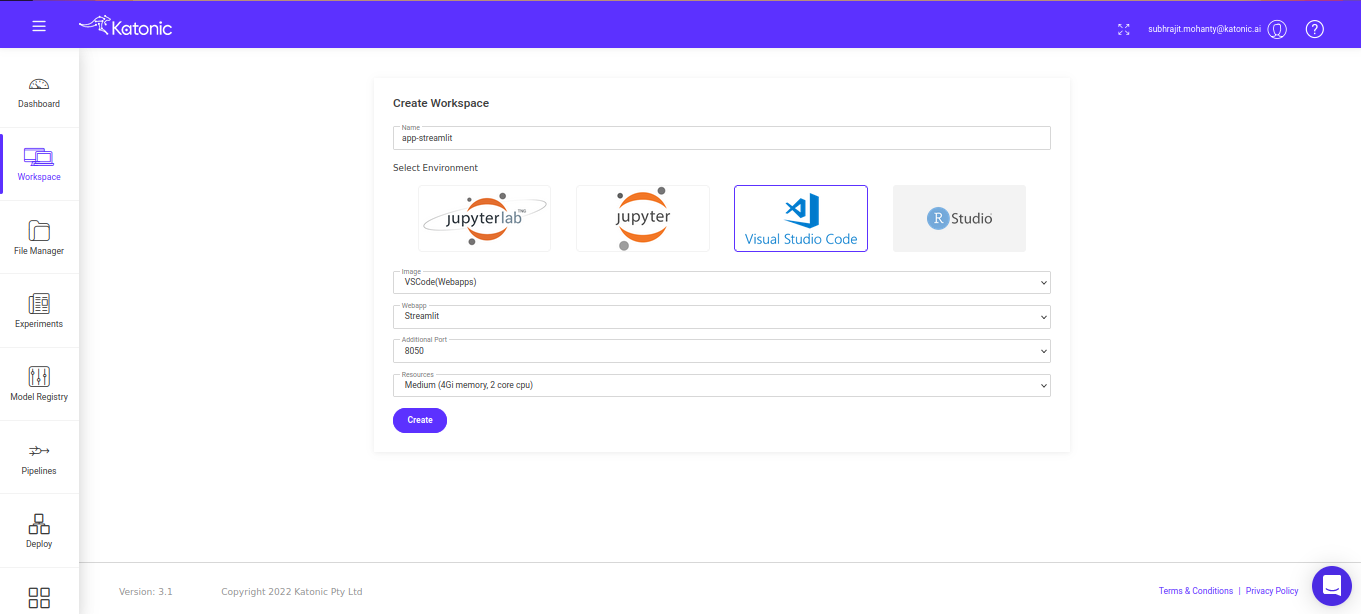 Katonic
subhrajit.mohanty@katonic.ai
?
Dashboard
Workspace
File Manager
Experiments
Model Registry
Pipelines
Deploy
Create Workspace
Name
app-streamlit
Select Environment
jupyterlab
jupyter
Visual Studio Code
R Studio
Image
VSCode(Webapps)
Webapp
Streamlit
Additional Port
8050
Resources
Medium (4Gi memory, 2 core cpu)
Create
Version: 3.1 Copyright 2022 Katonic Pty Ltd Terms & Conditions | Privacy Policy